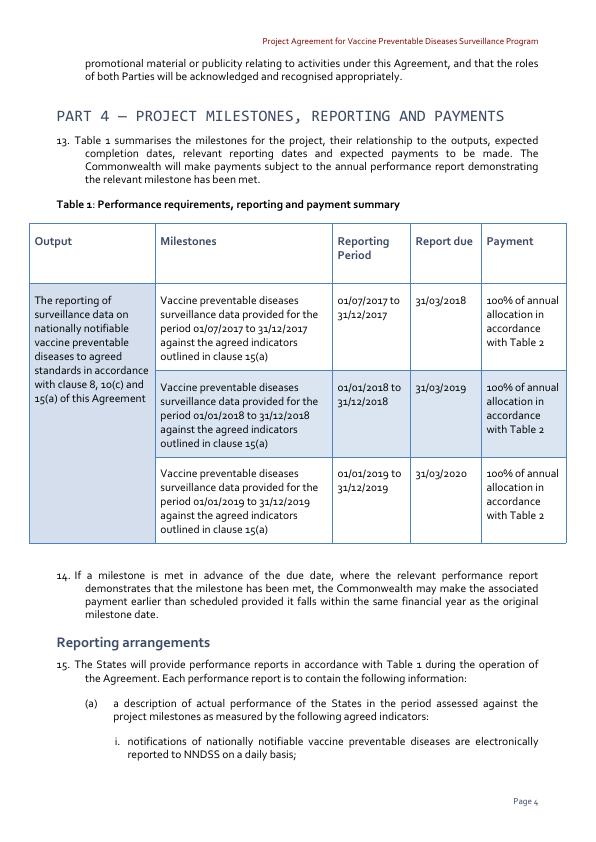 Project Agreement for Vaccine Preventable Diseases Surveillance Program
promotional material or publicity relating to activities under this Agreement, and that the roles
of both Parties will be acknowledged and recognised appropriately.
PART 4 – PROJECT MILESTONES, REPORTING AND PAYMENTS
13. Table 1 summarises the milestones for the project, their relationship to the outputs, expected
completion dates, relevant reporting dates and expected payments to be made. The
Commonwealth will make payments subject to the annual performance report demonstrating
the relevant milestone has been met.
Table 1: Performance requirements, reporting and payment summary
Output
Milestones
Reporting
Period
Report due
Payment
The reporting of
surveillance data on
nationally notifiable
vaccine preventable
diseases to agreed
standards in accordance
with clause 8, 10(c) and
15(a) of this Agreement
Vaccine preventable diseases
surveillance data provided for the
period 01/07/2017 to 31/12/2017
against the agreed indicators
outlined in clause 15(a)
01/07/2017 to
31/12/2017
31/03/2018
100% of annual
allocation in
accordance
with Table 2
Vaccine preventable diseases
surveillance data provided for the
period 01/01/2018 to 31/12/2018
against the agreed indicators
outlined in clause 15(a)
01/01/2018 to
31/12/2018
31/03/2019
100% of annual
allocation in
accordance
with Table 2
Vaccine preventable diseases
surveillance data provided for the
period 01/01/2019 to 31/12/2019
against the agreed indicators
outlined in clause 15(a)
01/01/2019 to
31/12/2019
31/03/2020
100% of annual
allocation in
accordance
with Table 2
14. If a milestone is met in advance of the due date, where the relevant performance report
demonstrates that the milestone has been met, the Commonwealth may make the associated
payment earlier than scheduled provided it falls within the same financial year as the original
milestone date.
Reporting arrangements
15. The States will provide performance reports in accordance with Table 1 during the operation of
the Agreement. Each performance report is to contain the following information:
(a) a description of actual performance of the States in the period assessed against the
project milestones as measured by the following agreed indicators:
i. notifications of nationally notifiable vaccine preventable diseases are electronically
reported to NNDSS on a daily basis;
Page 4